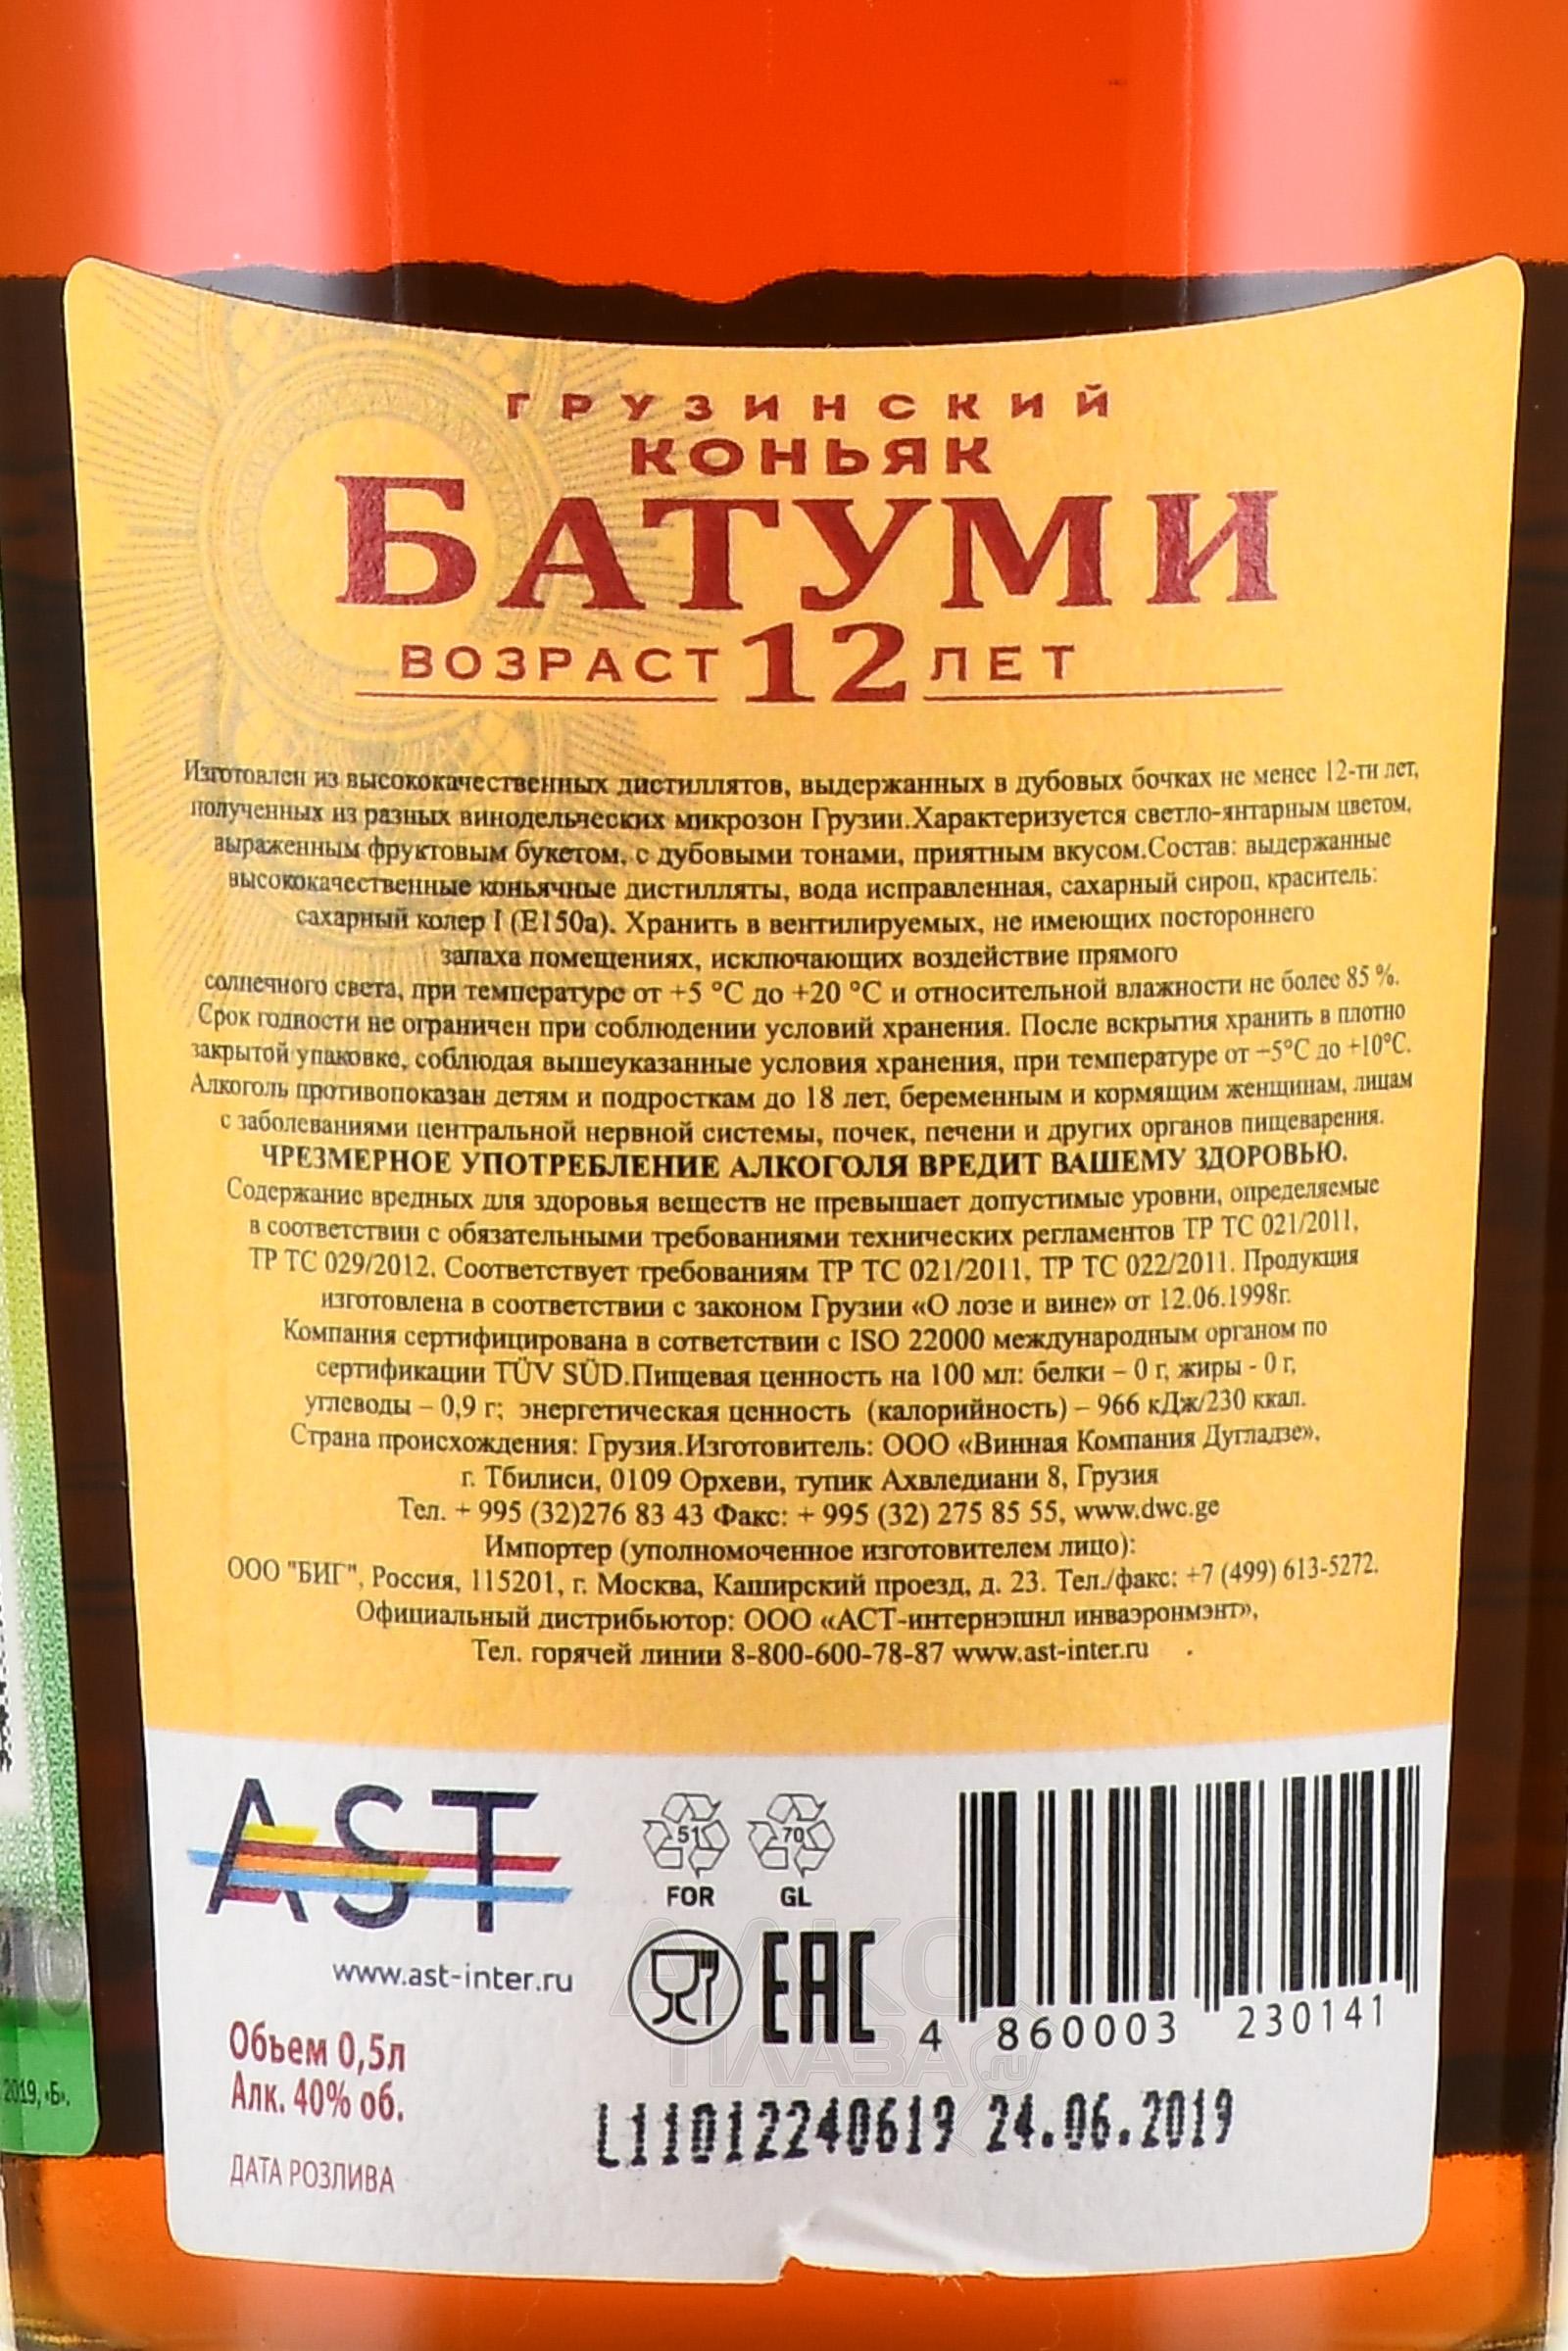 ГРУЗИНСКИЙ
КОНЬЯК
БАТУМИ
ВОЗРАСТ 12 ЛЕТ
Изготовлен из высококачественных дистиллятов, выдержанных в дубовых бочках не менее 12-ти лет,
полученных из разных винодельческих микрозон Грузии.Характеризуется светло-янтарным цветом,
выраженным фруктовым букетом, с дубовыми тонами, приятным вкусом.Состав: выдержанные
высококачественные коньячные дистилляты, вода исправленная, сахарный сироп, краситель:
сахарный колер I (E150a). Хранить в вентилируемых, не имеющих постороннего
запаха помещениях, исключающих воздействие прямого
солнечного света, при температуре от +5 °C до +20 °C и относительной влажности не более 85 %.
Срок годности не ограничен при соблюдении условий хранения. После вскрытия хранить в плотно
закрытой упаковке, соблюдая вышеуказанные условия хранения, при температуре от +5°C до +10°C.
Алкоголь противопоказан детям и подросткам до 18 лет, беременным и кормящим женщинам, лицам
с заболеваниями центральной нервной системы, почек, печени и других органов пищеварения.
ЧРЕЗМЕРНОЕ УПОТРЕБЛЕНИЕ АЛКОГОЛЯ ВРЕДИТ ВАШЕМУ ЗДОРОВЬЮ.
Содержание вредных для здоровья веществ не превышает допустимые уровни, определяемые
в соответствии с обязательными требованиями технических регламентов ТР ТС 021/2011,
ТР ТС 029/2012. Соответствует требованиям ТР ТС 021/2011, ТР ТС 022/2011. Продукция
изготовлена в соответствии с законом Грузии «О лозе и вине» от 12.06.1998г.
Компания сертифицирована в сответствии с ISO 22000 международным органом по
сертификации TÜV SÜD.Пищевая ценность на 100 мл: белки – 0 г, жиры - 0 г,
углеводы – 0,9 г; энергетическая ценность (калорийность) – 966 кДж/230 ккал.
Страна происхождения: Грузия.Изготовитель: ООО «Винная Компания Дугладзе»,
г. Тбилиси, 0109 Орхеви, тупик Ахвледиани 8, Грузия
Тел. + 995 (32)276 83 43 Факс: + 995 (32) 275 85 55, www.dwc.ge
Импортер (уполномоченное изготовителем лицо):
ООО "БИГ", Россия, 115201, г. Москва, Каширский проезд, д. 23. Тел./факс: +7 (499) 613-5272.
Официальный дистрибьютор: ООО «АСТ-интернэшнл инваэронмэнт»,
Тел. горячей линии 8-800-600-78-87 www.ast-inter.ru
AST
www.ast-inter.ru
51 70
FOR GL
EAC
4 860003 230141
Обьем 0,5л
Алк. 40% об.
ДАТА РОЗЛИВА
L11012240619 24.06.2019
АЛКО
ПЛАЗА.ru
2019, «Б».